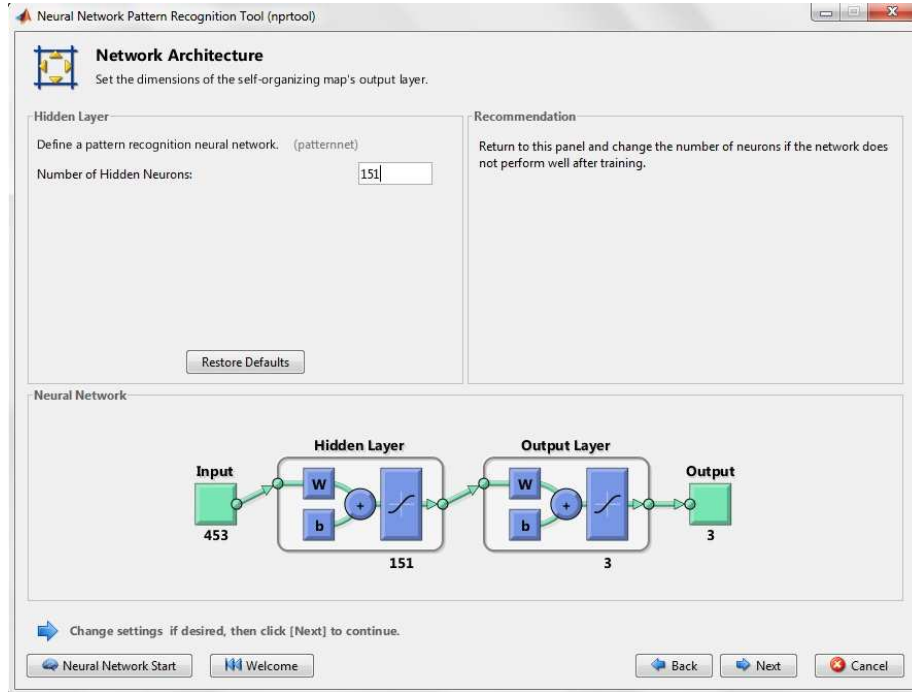 Neural Network Pattern Recognition Tool (nprtool)
Network Architecture
Set the dimensions of the self-organizing map's output layer.
Hidden Layer
Define a pattern recognition neural network. (patternnet)
Number of Hidden Neurons: 151
Restore Defaults
Recommendation
Return to this panel and change the number of neurons if the network does
not perform well after training.
Neural Network
Hidden Layer
Output Layer
Input
Output
W
b
+
W
b
+
453
151
3
3
Change settings if desired, then click [Next] to continue.
Neural Network Start
Welcome
Back
Next
Cancel